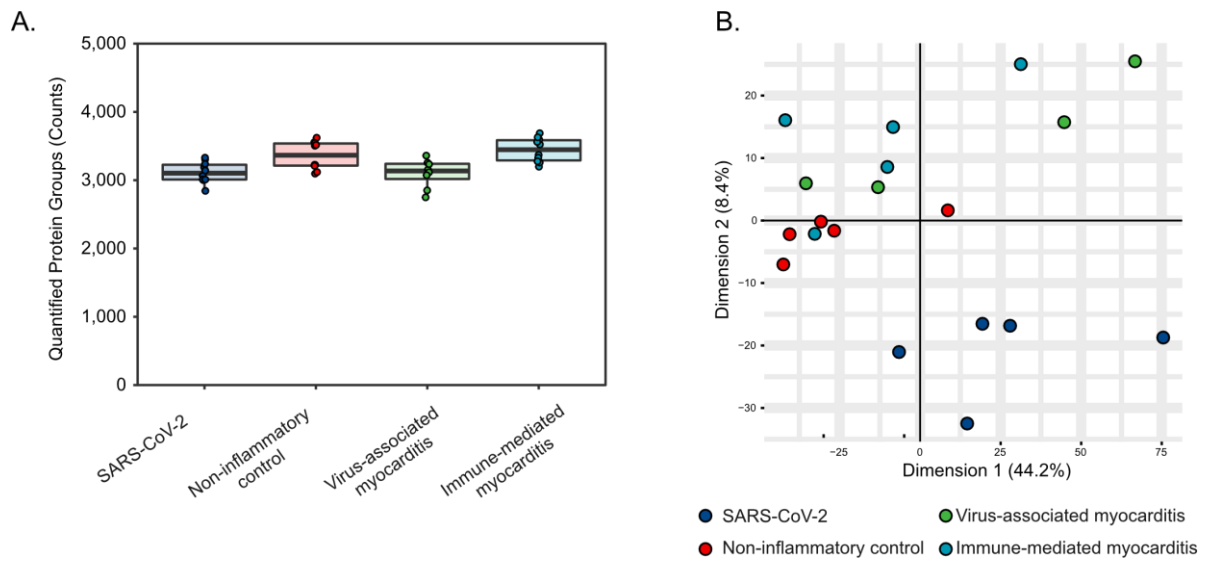 A.
5,000
4,000
3,000
2,000
1,000
0
Quantified Protein Groups (Counts)
SARS-CoV-2
Non-inflammatory
control
Virus-associated
myocarditis
Immune-mediated
myocarditis
B.
20
10
0
−10
−20
−30
Dimension 2 (8.4%)
−25
0
25
50
75
Dimension 1 (44.2%)
SARS-CoV-2
Virus-associated myocarditis
Non-inflammatory control
Immune-mediated myocarditis